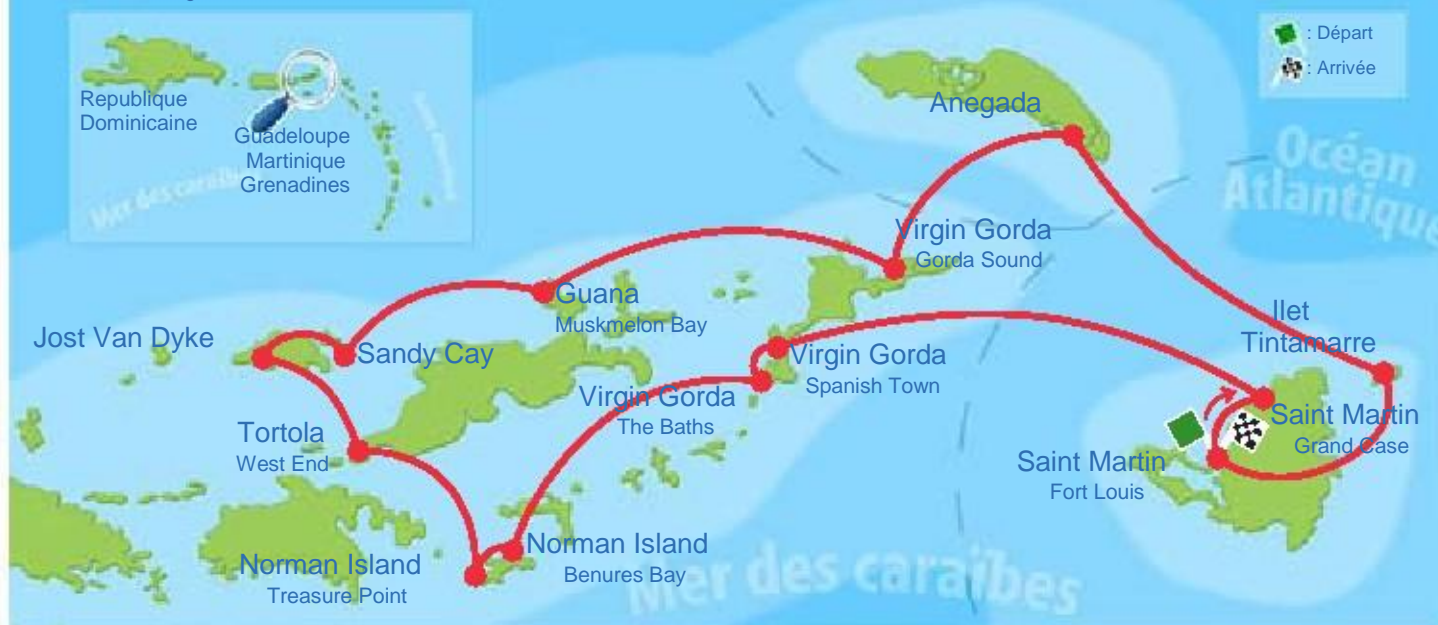 Republique
Dominicaine
Guadeloupe
Martinique
Grenadines
Mer des caraïbes
: Départ
: Arrivée
Océan
Atlantique
Anegada
Virgin Gorda
Gorda Sound
Guana
Muskmelon Bay
Ilet
Tintamarre
Jost Van Dyke
Sandy Cay
Virgin Gorda
Spanish Town
Virgin Gorda
The Baths
Saint Martin
Grand Case
Tortola
West End
Saint Martin
Fort Louis
Norman Island
Benures Bay
Norman Island
Treasure Point
Mer des caraïbes